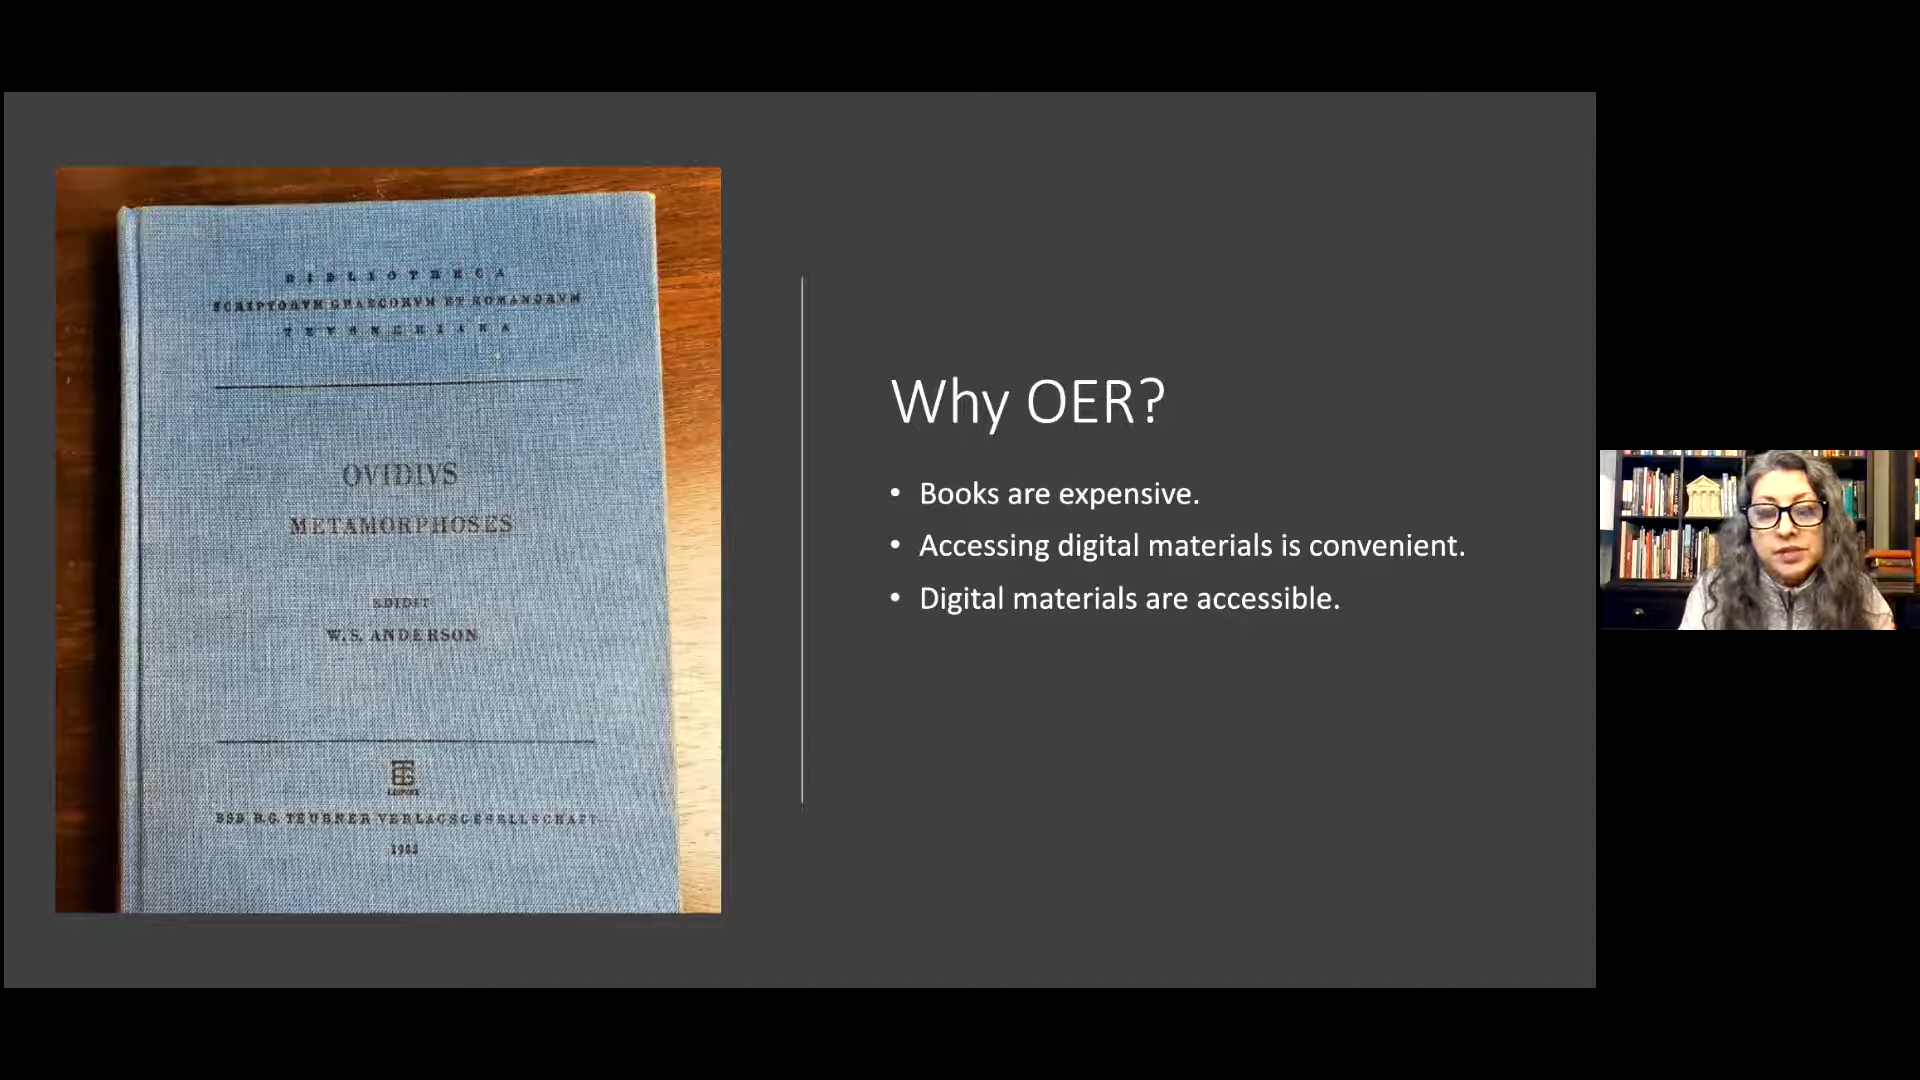 BIBLIOTHECA
SCRIPTORVM GRAECORVM ET ROMANORVM
TEVBNERIANA
OVIDIVS
METAMORPHOSES
EDIDIT
W. S. ANDERSON
LEIPZIG
BSB B. G. TEUBNER VERLAGSGESELLSCHAFT
Why OER?
• Books are expensive.
• Accessing digital materials is convenient.
• Digital materials are accessible.